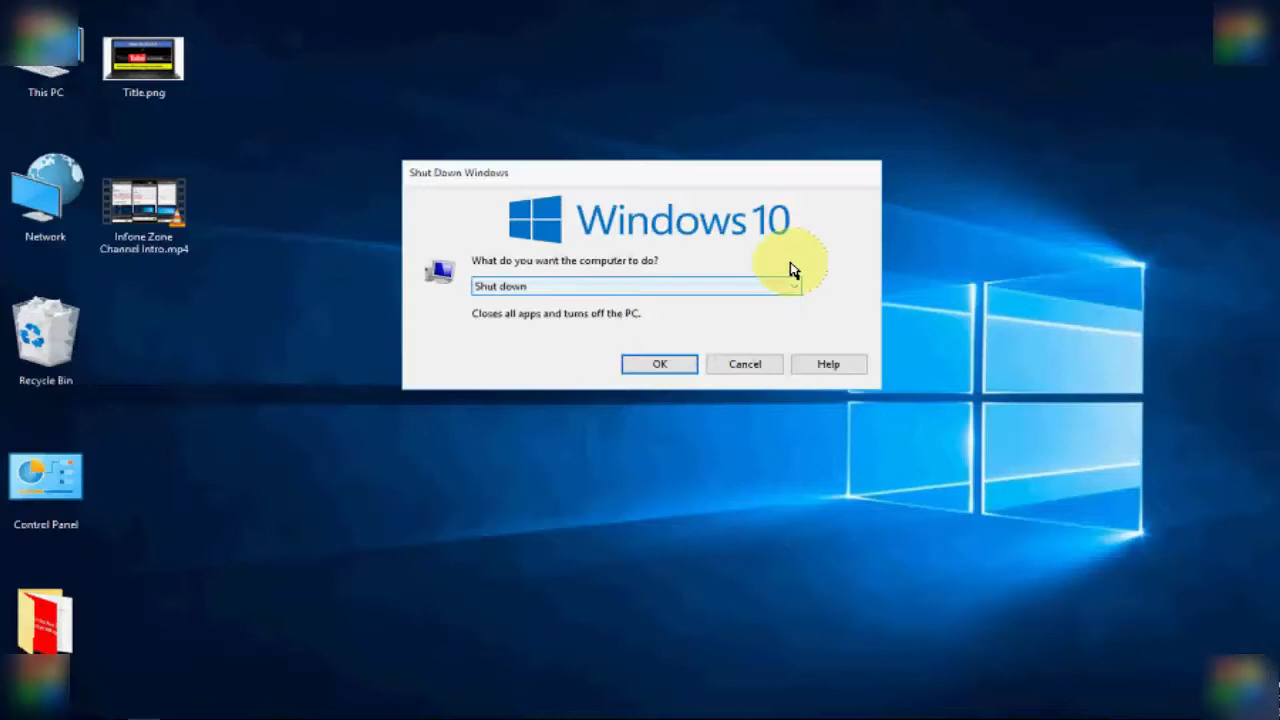 This PC
Title.png
Network
Infone Zone
Channel Intro.mp4
Recycle Bin
Control Panel
Shut Down Windows
Windows 10
What do you want the computer to do?
Shut down
Closes all apps and turns off the PC.
OK
Cancel
Help